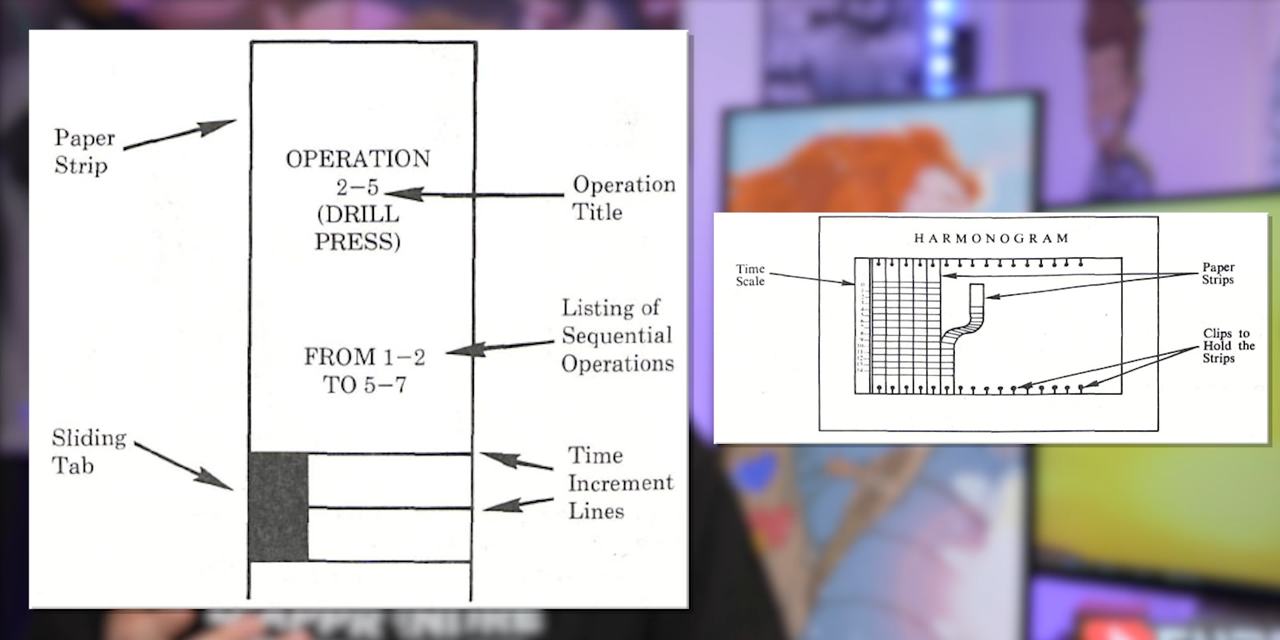 Paper
Strip
OPERATION
2–5
(DRILL
PRESS)
Operation
Title
Listing of
Sequential
Operations
FROM 1–2
TO 5–7
Sliding
Tab
Time
Increment
Lines
HARMONOGRAM
Time
Scale
Paper
Strips
Clips to
Hold the
Strips